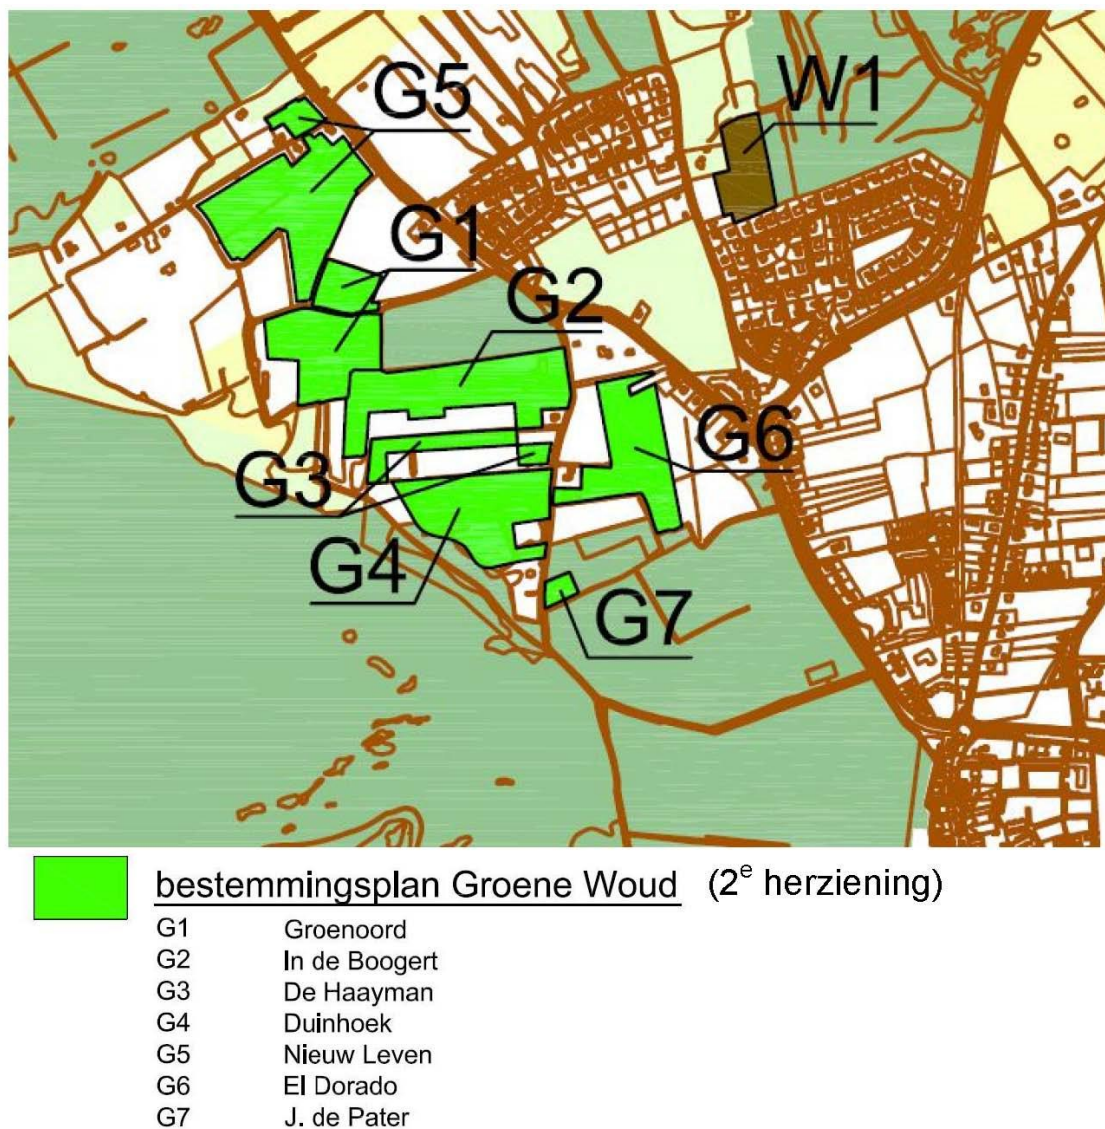 G5
W1
G1
G2
G6
G3
G4
G7
bestemmingsplan Groene Woud (2e herziening)
G1 Groenoord
G2 In de Boogert
G3 De Haayman
G4 Duinhoek
G5 Nieuw Leven
G6 El Dorado
G7 J. de Pater